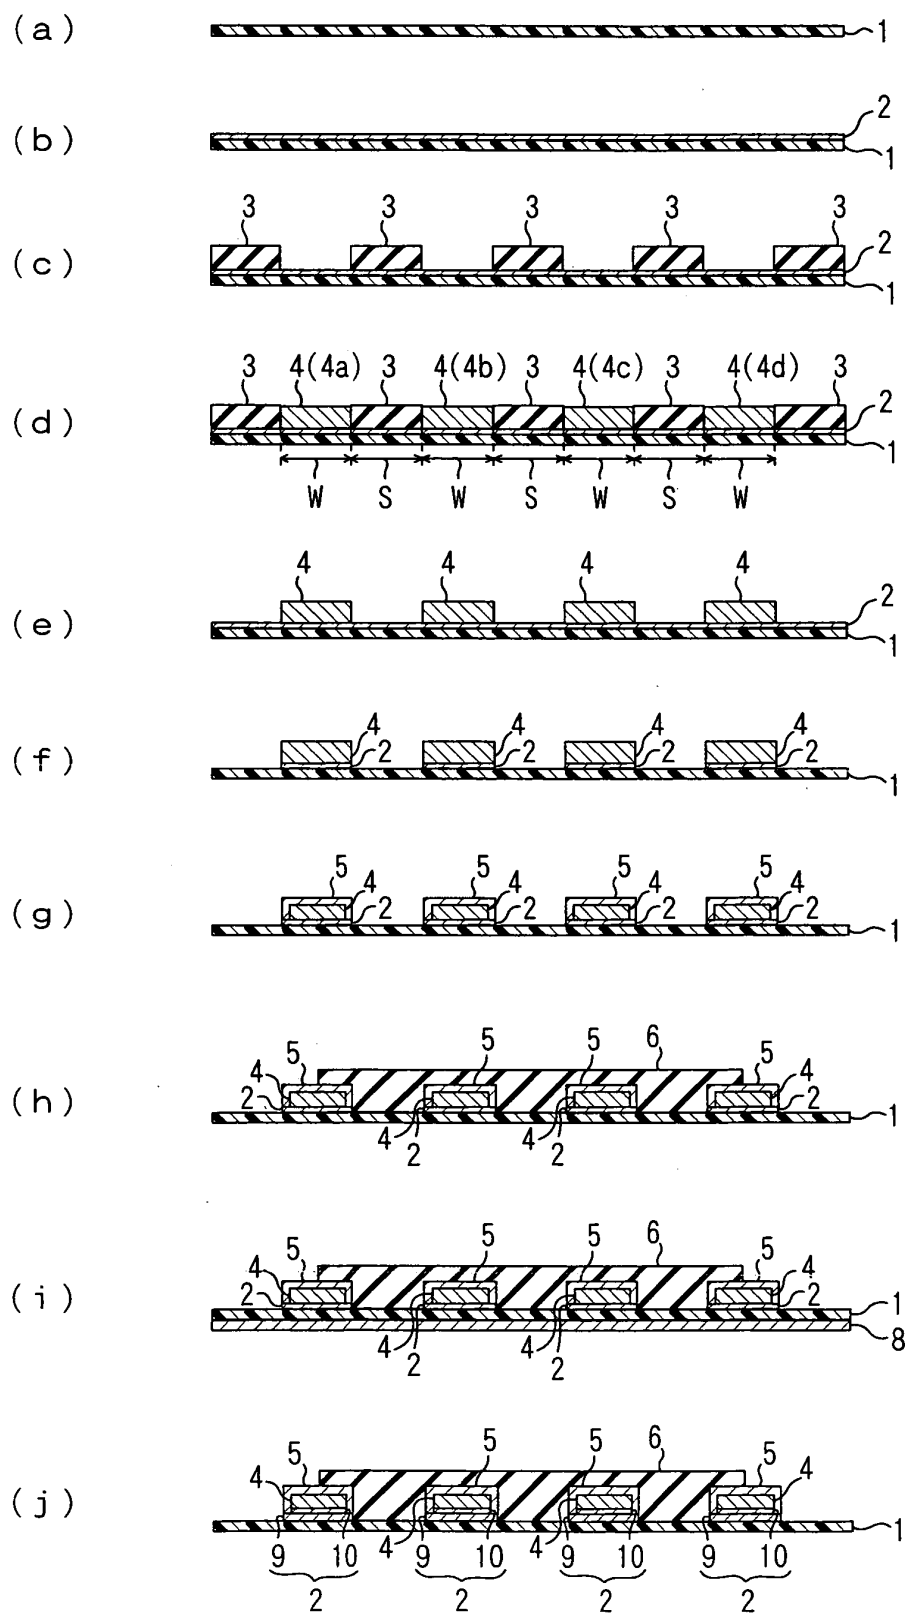 (a) 1
(b) 2
1
(c) 3 3 3 3 3
2
1
(d) 3 4(4a) 3 4(4b) 3 4(4c) 3 4(4d) 3
2
1
W S W S W S W
(e) 4 4 4 4
2
1
(f) 4 4 4 4
2 2 2 2
1
(g) 5 5 5 5
4 4 4 4
2 2 2 2
1
(h) 5 5 5 6 5
4 4
2 2
1
4 4
2 2
(i) 5 5 5 6 5
4 4
2 2
1
8
4 4
2 2
(j) 5 5 5 6 5
4 4
1
4 4
9 10 9 10 9 10 9 10
2 2 2 2